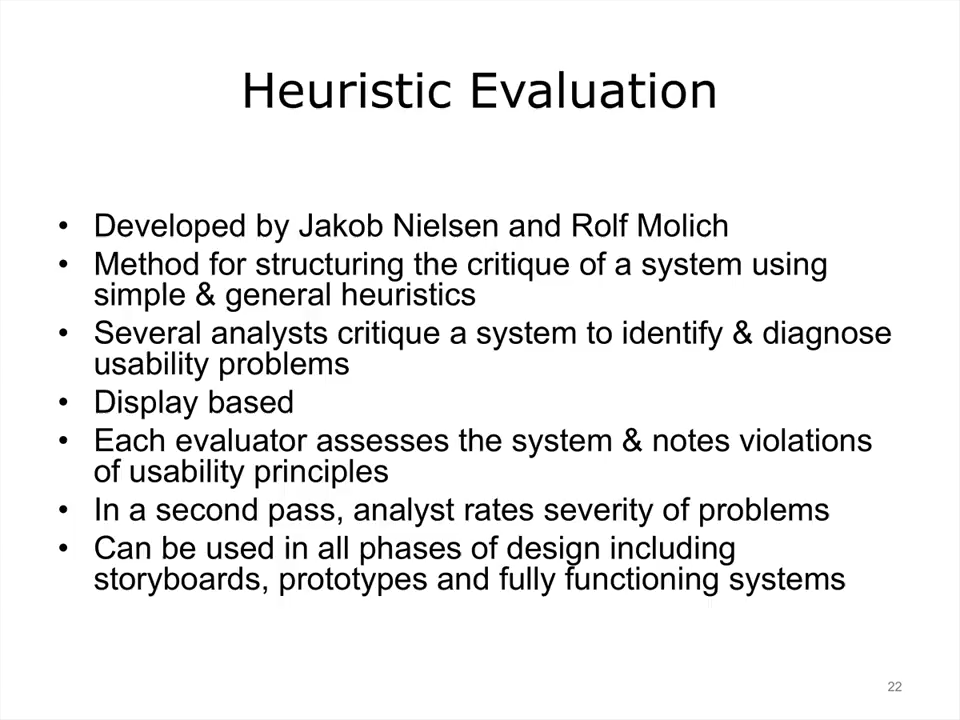 Heuristic Evaluation
• Developed by Jakob Nielsen and Rolf Molich
• Method for structuring the critique of a system using
simple & general heuristics
• Several analysts critique a system to identify & diagnose
usability problems
• Display based
• Each evaluator assesses the system & notes violations
of usability principles
• In a second pass, analyst rates severity of problems
• Can be used in all phases of design including
storyboards, prototypes and fully functioning systems
22